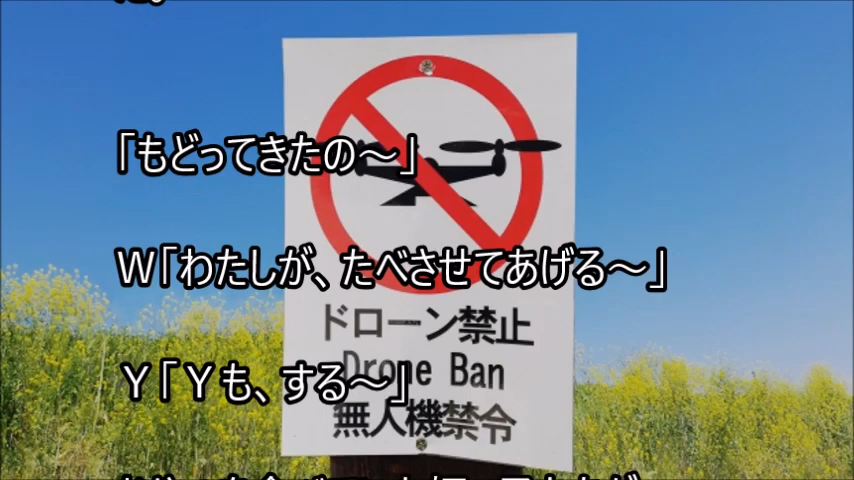 「もどってきたの～」
W「わたしが、たべさせてあげる～」
Y「Yも、する～」
ドローン禁止
Drone Ban
無人機禁令